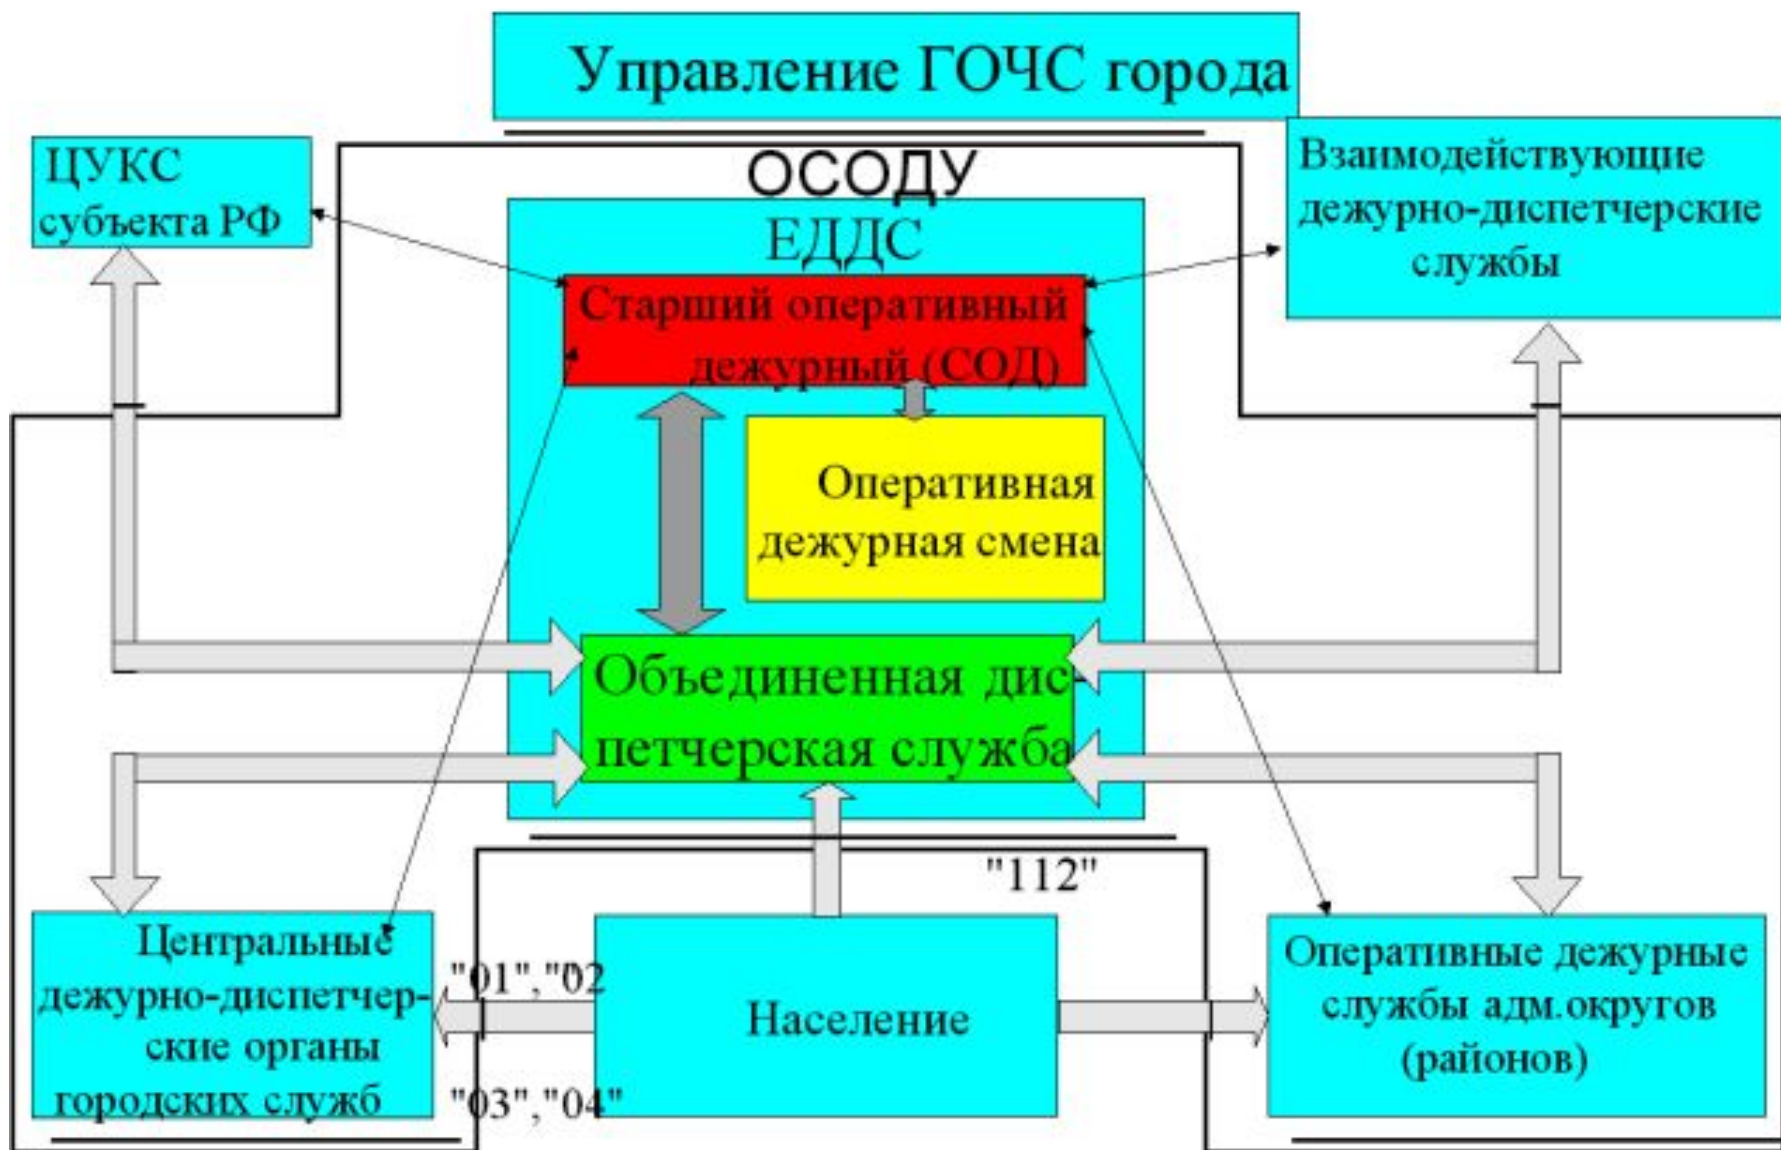 Управление ГОЧС города
ЦУКС
субъекта РФ
ОСОДУ
Взаимодействующие
дежурно-диспетчерские
службы
ЕДДС
Старший оперативный
дежурный (СОД)
Оперативная
дежурная смена
Объединенная дис-
петчерская служба
"112"
Центральные
дежурно-диспетчер-
ские органы
городских служб
"01","02
"03","04"
Население
Оперативные дежурные
службы адм.округов
(районов)